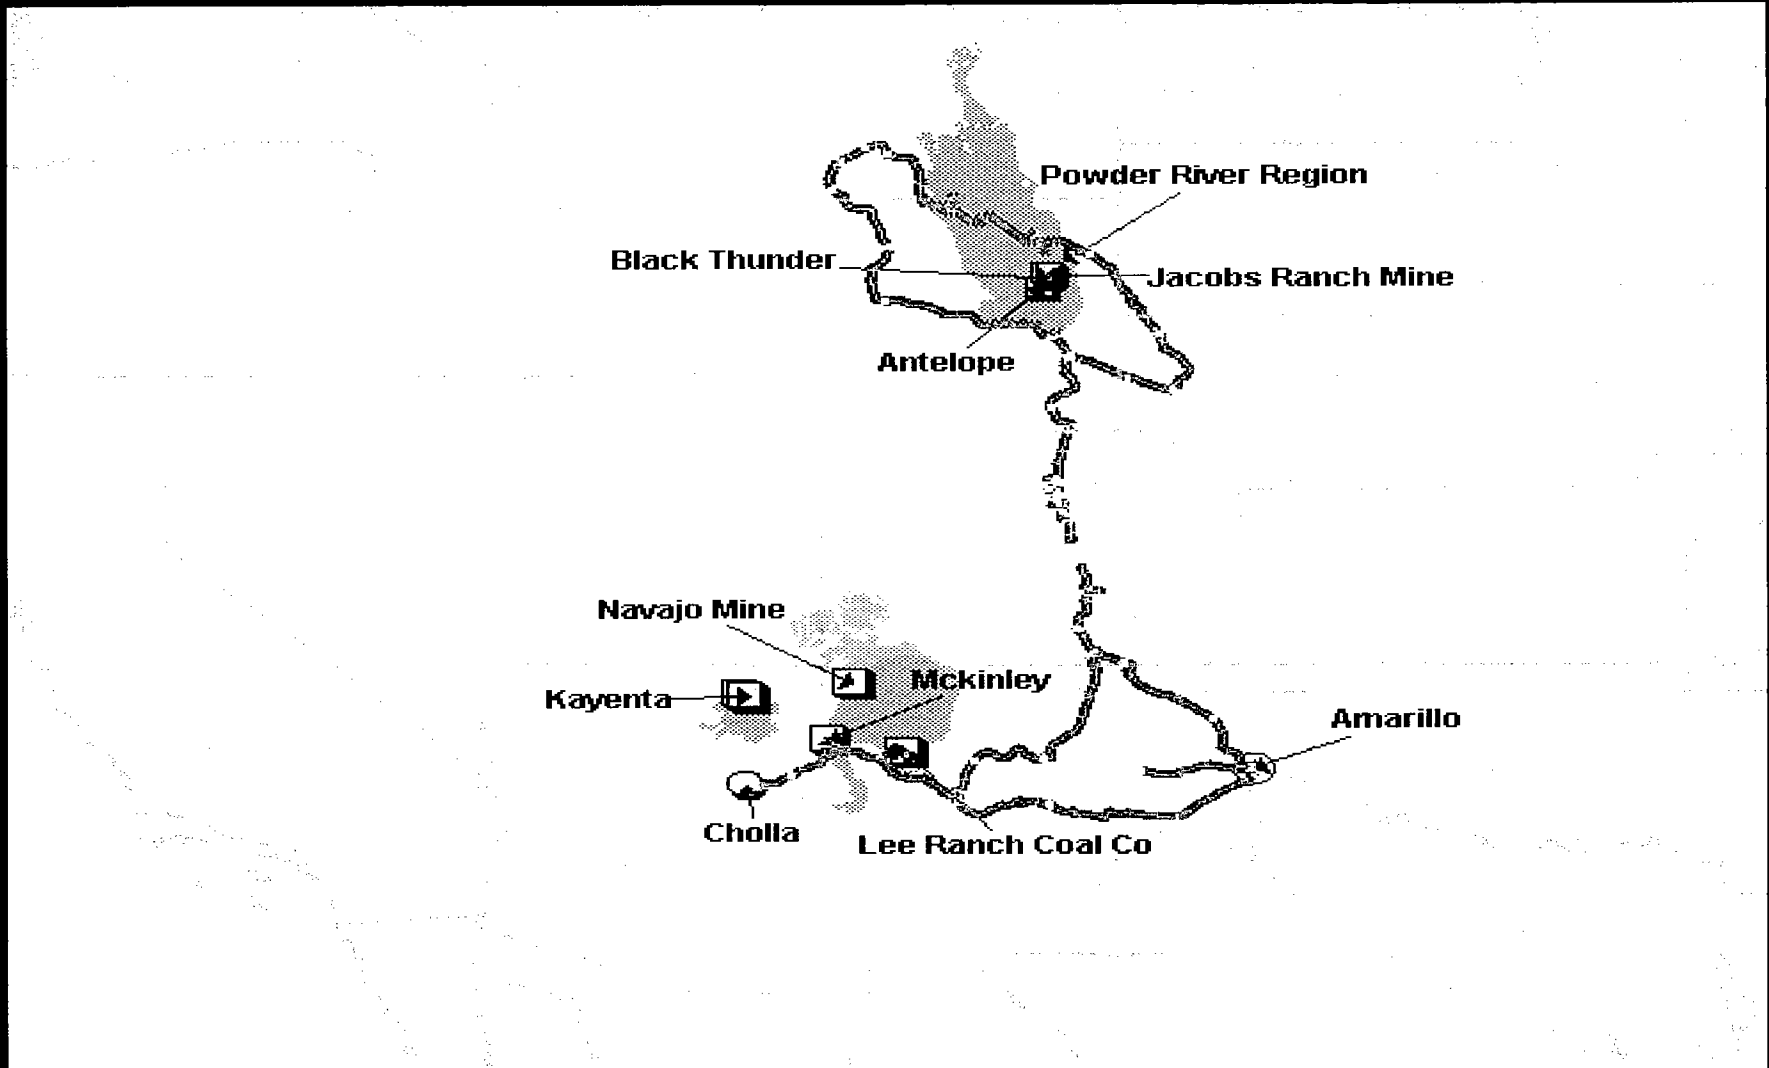 Powder River Region
Black Thunder
Jacobs Ranch Mine
Antelope
Navajo Mine
Mckinley
Kayenta
Amarillo
Cholla
Lee Ranch Coal Co